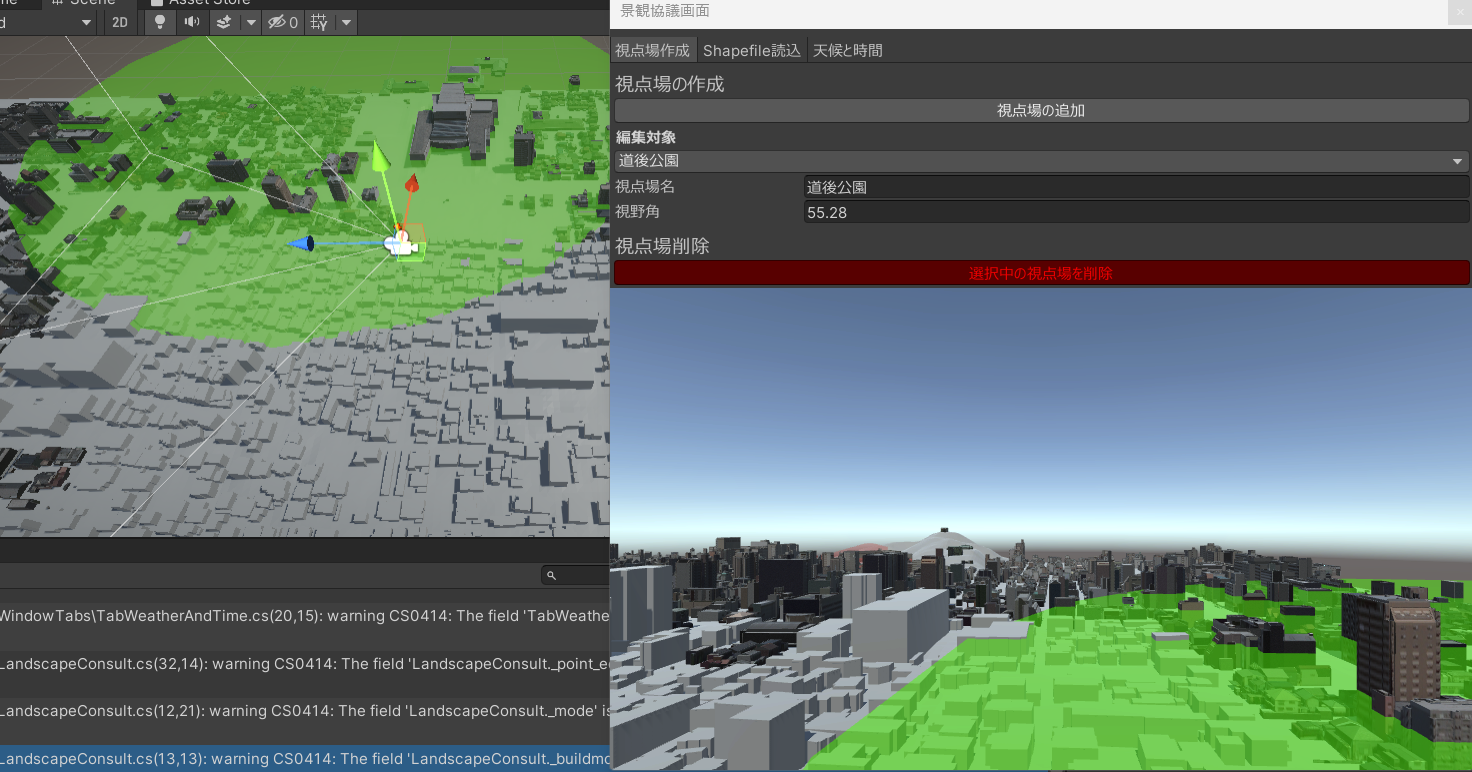 Scene
Asset Store
2D
0
景観協議画面
視点場作成
Shapefile読込
天候と時間
視点場の作成
視点場の追加
編集対象
道後公園
視点場名
道後公園
視野角
55.28
視点場削除
選択中の視点場を削除
WindowTabs\TabWeatherAndTime.cs(20,15): warning CS0414: The field 'TabWeathe
LandscapeConsult.cs(32,14): warning CS0414: The field 'LandscapeConsult._point_e
LandscapeConsult.cs(12,21): warning CS0414: The field 'LandscapeConsult._mode' is
LandscapeConsult.cs(13,13): warning CS0414: The field 'LandscapeConsult._buildmo